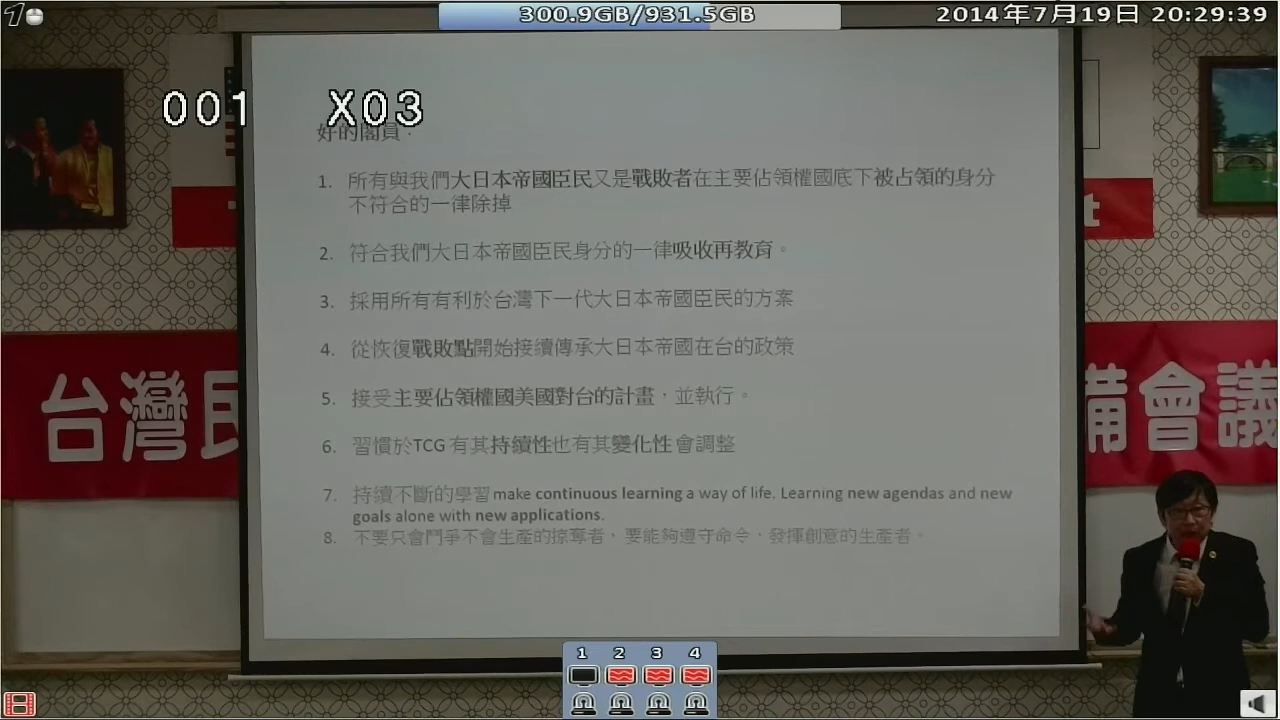 300.9GB/931.5GB
2014年7月19日 20:29:39
001 X03
好的閣員：
1. 所有與我們大日本帝國臣民又是戰敗者在主要佔領權國底下被占領的身分
不符合的一律除掉
2. 符合我們大日本帝國臣民身分的一律吸收再教育。
3. 採用所有有利於台灣下一代大日本帝國臣民的方案
4. 從恢復戰敗點開始接續傳承大日本帝國在台的政策
5. 接受主要佔領權國美國對台的計畫，並執行。
6. 習慣於TCG 有其持續性也有其變化性 會調整
7. 持續不斷的學習 make continuous learning a way of life. Learning new agendas and new
goals alone with new applications.
8. 不要只會鬥爭不會生產的掠奪者， 要能夠遵守命令、發揮創意的生產者。
t
台灣民
備會議
1 2 3 4